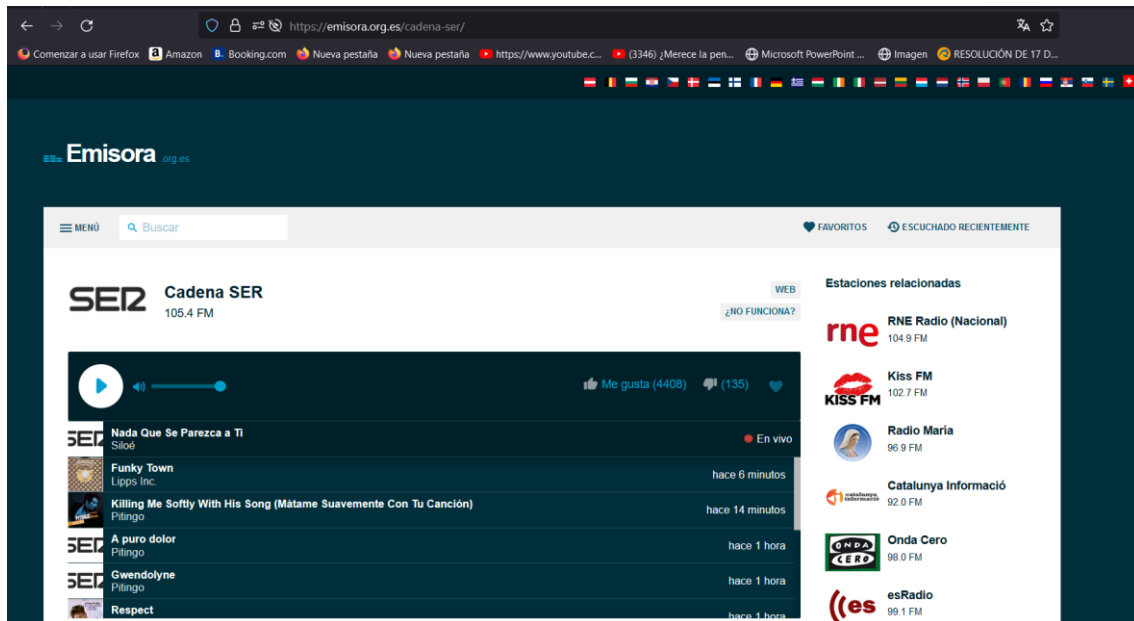 https://emisora.org.es/cadena-ser/
Comenzar a usar Firefox Amazon Booking.com Nueva pestaña Nueva pestaña https://www.youtube.c... (3346) ¿Merece la pen... Microsoft PowerPoint ... Imagen RESOLUCIÓN DE 17 D...
Emisora org.es
MENÚ Buscar FAVORITOS ESCUCHADO RECIENTEMENTE
SER
Cadena SER
105.4 FM
WEB
¿NO FUNCIONA?
Me gusta (4408) (135)
SER Nada Que Se Parezca a Ti
Siloé
En vivo
Funky Town
Lipps Inc.
hace 6 minutos
Killing Me Softly With His Song (Mátame Suavemente Con Tu Canción)
Pitingo
hace 14 minutos
SER A puro dolor
Pitingo
hace 1 hora
SER Gwendolyne
Pitingo
hace 1 hora
Respect
hace 1 hora
Estaciones relacionadas
rne RNE Radio (Nacional)
104.9 FM
KISS FM Kiss FM
102.7 FM
Radio María
96.9 FM
catalunya informació Catalunya Informació
92.0 FM
ONDA CERO Onda Cero
98.0 FM
es esRadio
99.1 FM